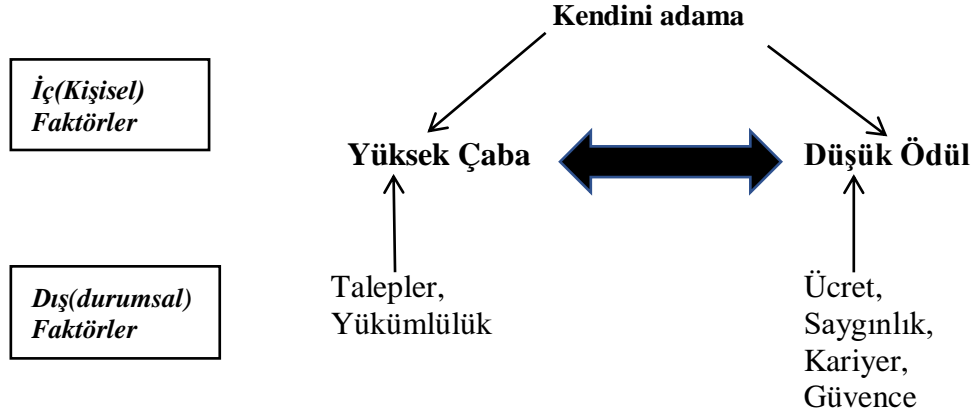 Kendini adama
İç(Kişisel)
Faktörler
Yüksek Çaba
Düşük Ödül
Dış(durumsal)
Faktörler
Talepler,
Yükümlülük
Ücret,
Saygınlık,
Kariyer,
Güvence